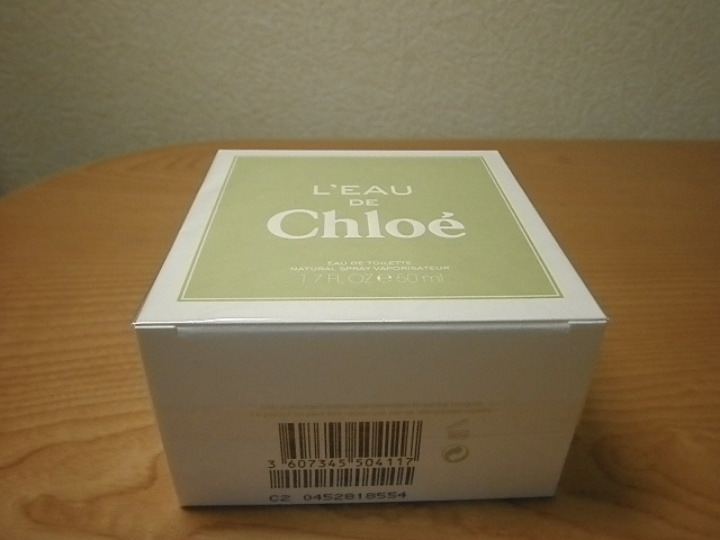 L'EAU
DE
Chloé
EAU DE TOILETTE
NATURAL SPRAY VAPORISATEUR
1.7 FL.OZ ℮ 50 ml
3 607345 504117
C2 0452818554